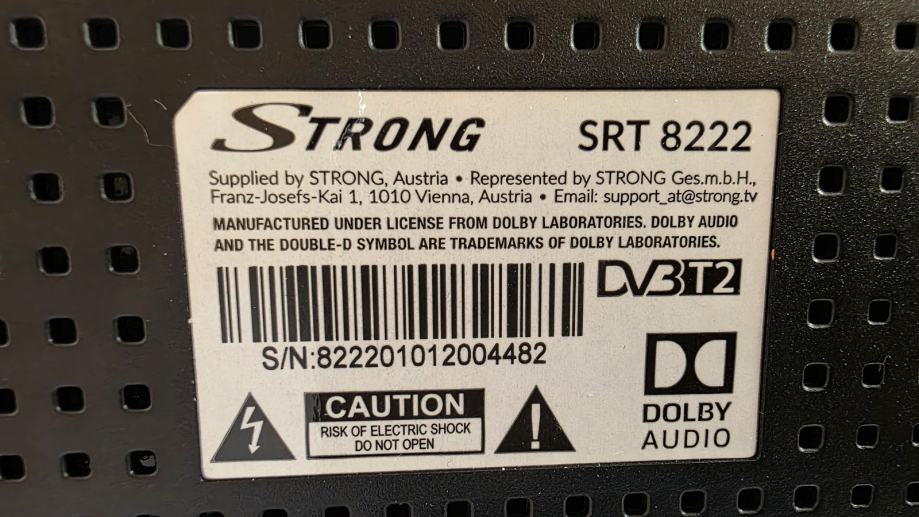 STRONG
SRT 8222
Supplied by STRONG, Austria • Represented by STRONG Ges.m.b.H.,
Franz-Josefs-Kai 1, 1010 Vienna, Austria • Email: support_at@strong.tv
MANUFACTURED UNDER LICENSE FROM DOLBY LABORATORIES. DOLBY AUDIO
AND THE DOUBLE-D SYMBOL ARE TRADEMARKS OF DOLBY LABORATORIES.
DVB T2
S/N:822201012004482
CAUTION
RISK OF ELECTRIC SHOCK
DO NOT OPEN
!
DOLBY
AUDIO